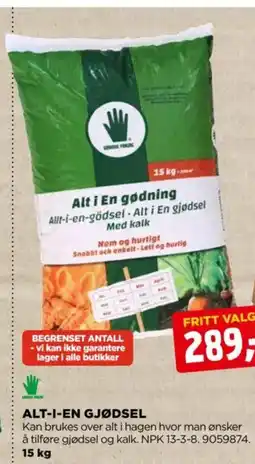 GRØNNE FINGRE
15 kg
Alt i En gødning
Allt-i-en-gödsel - Alt i En gjødsel
Med kalk
Nem og hurtigt
Snabbt och enkelt - Lett og hurtig
BEGRENSET ANTALL
- vi kan ikke garantere
lager i alle butikker
FRITT VALG
289,-
ALT-I-EN GJØDSEL
Kan brukes over alt i hagen hvor man ønsker
å tilføre gjødsel og kalk. NPK 13-3-8. 9059874.
15 kg